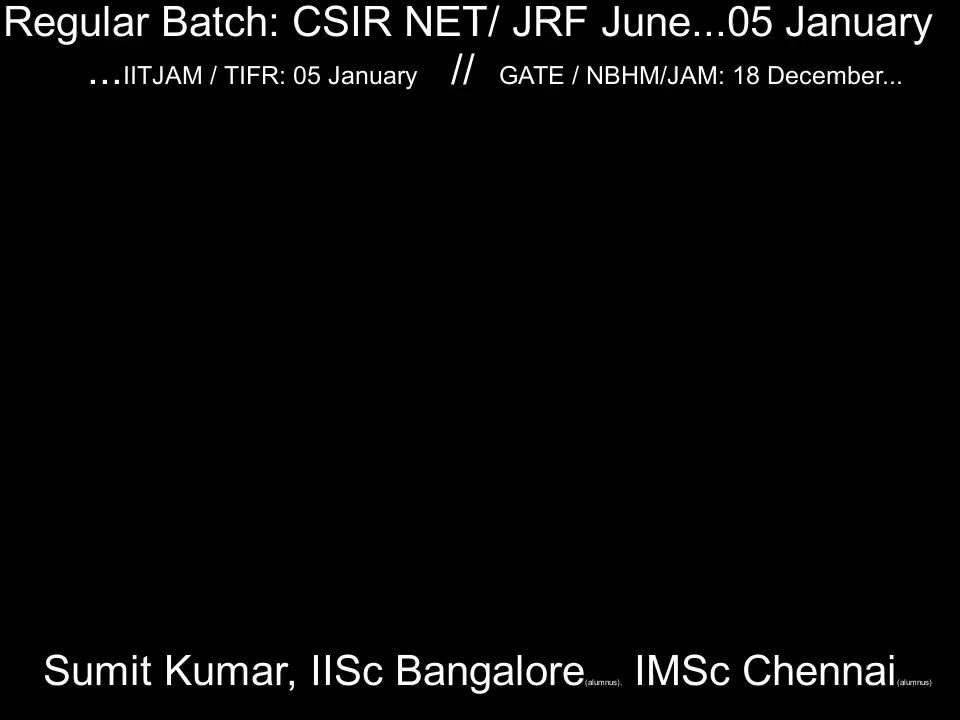 Regular Batch: CSIR NET/ JRF June...05 January
...IITJAM / TIFR: 05 January // GATE / NBHM/JAM: 18 December...
Sumit Kumar, IISc Bangalore(alumnus), IMSc Chennai(alumnus)